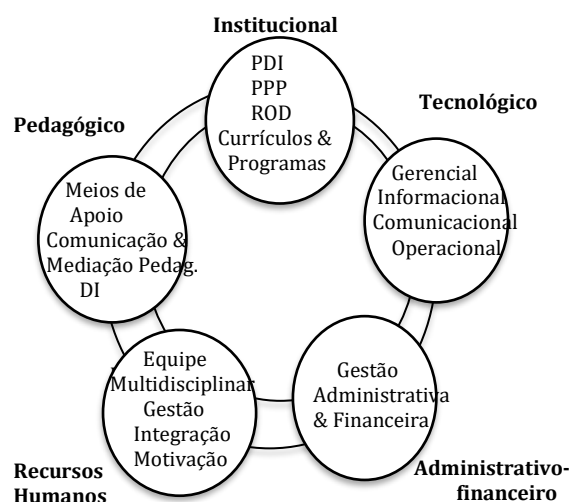 Institucional
PDI
PPP
ROD
Currículos &
Programas
Tecnológico
Gerencial
Informacional
Comunicacional
Operacional
Pedagógico
Meios de
Apoio
Comunicação &
Mediação Pedag.
DI
Equipe
Multidisciplinar
Gestão
Integração
Motivação
Recursos
Humanos
Gestão
Administrativa
& Financeira
Administrativo-
financeiro